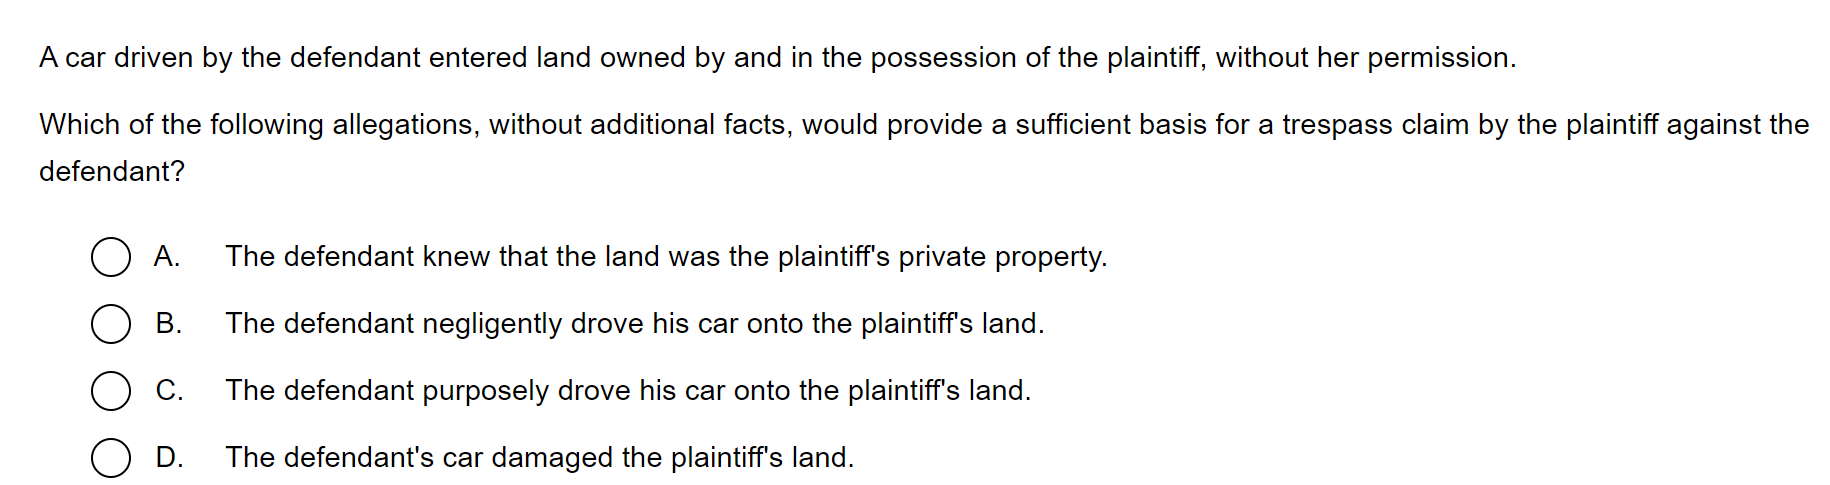 A car driven by the defendant entered land owned by and in the possession of the plaintiff, without her permission.
Which of the following allegations, without additional facts, would provide a sufficient basis for a trespass claim by the plaintiff against the
defendant?
A. The defendant knew that the land was the plaintiff's private property.
B. The defendant negligently drove his car onto the plaintiff's land.
C. The defendant purposely drove his car onto the plaintiff's land.
D. The defendant's car damaged the plaintiff's land.